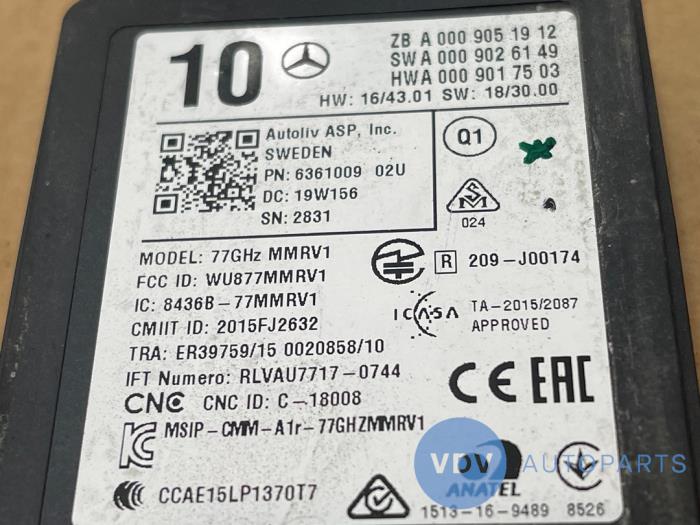 10
ZB A 000 905 19 12
SW A 000 902 61 49
HW A 000 901 75 03
HW: 16/43.01 SW: 18/30.00
Autoliv ASP, Inc.
SWEDEN
PN: 6361009 02U
DC: 19W156
SN: 2831
Q1
024
MODEL: 77GHz MMRV1
FCC ID: WU877MMRV1
IC: 8436B-77MMRV1
CMIIT ID: 2015FJ2632
TRA: ER39759/15 0020858/10
IFT Numero: RLVAU7717-0744
CNC CNC ID: C-18008
MSIP-CMM-A1r-77GHZMMRV1
CCAE15LP1370T7
R 209-J00174
ICASA TA-2015/2087
APPROVED
CE EAC
VDV AUTOPARTS
ANATEL
1513-16-9489 8526